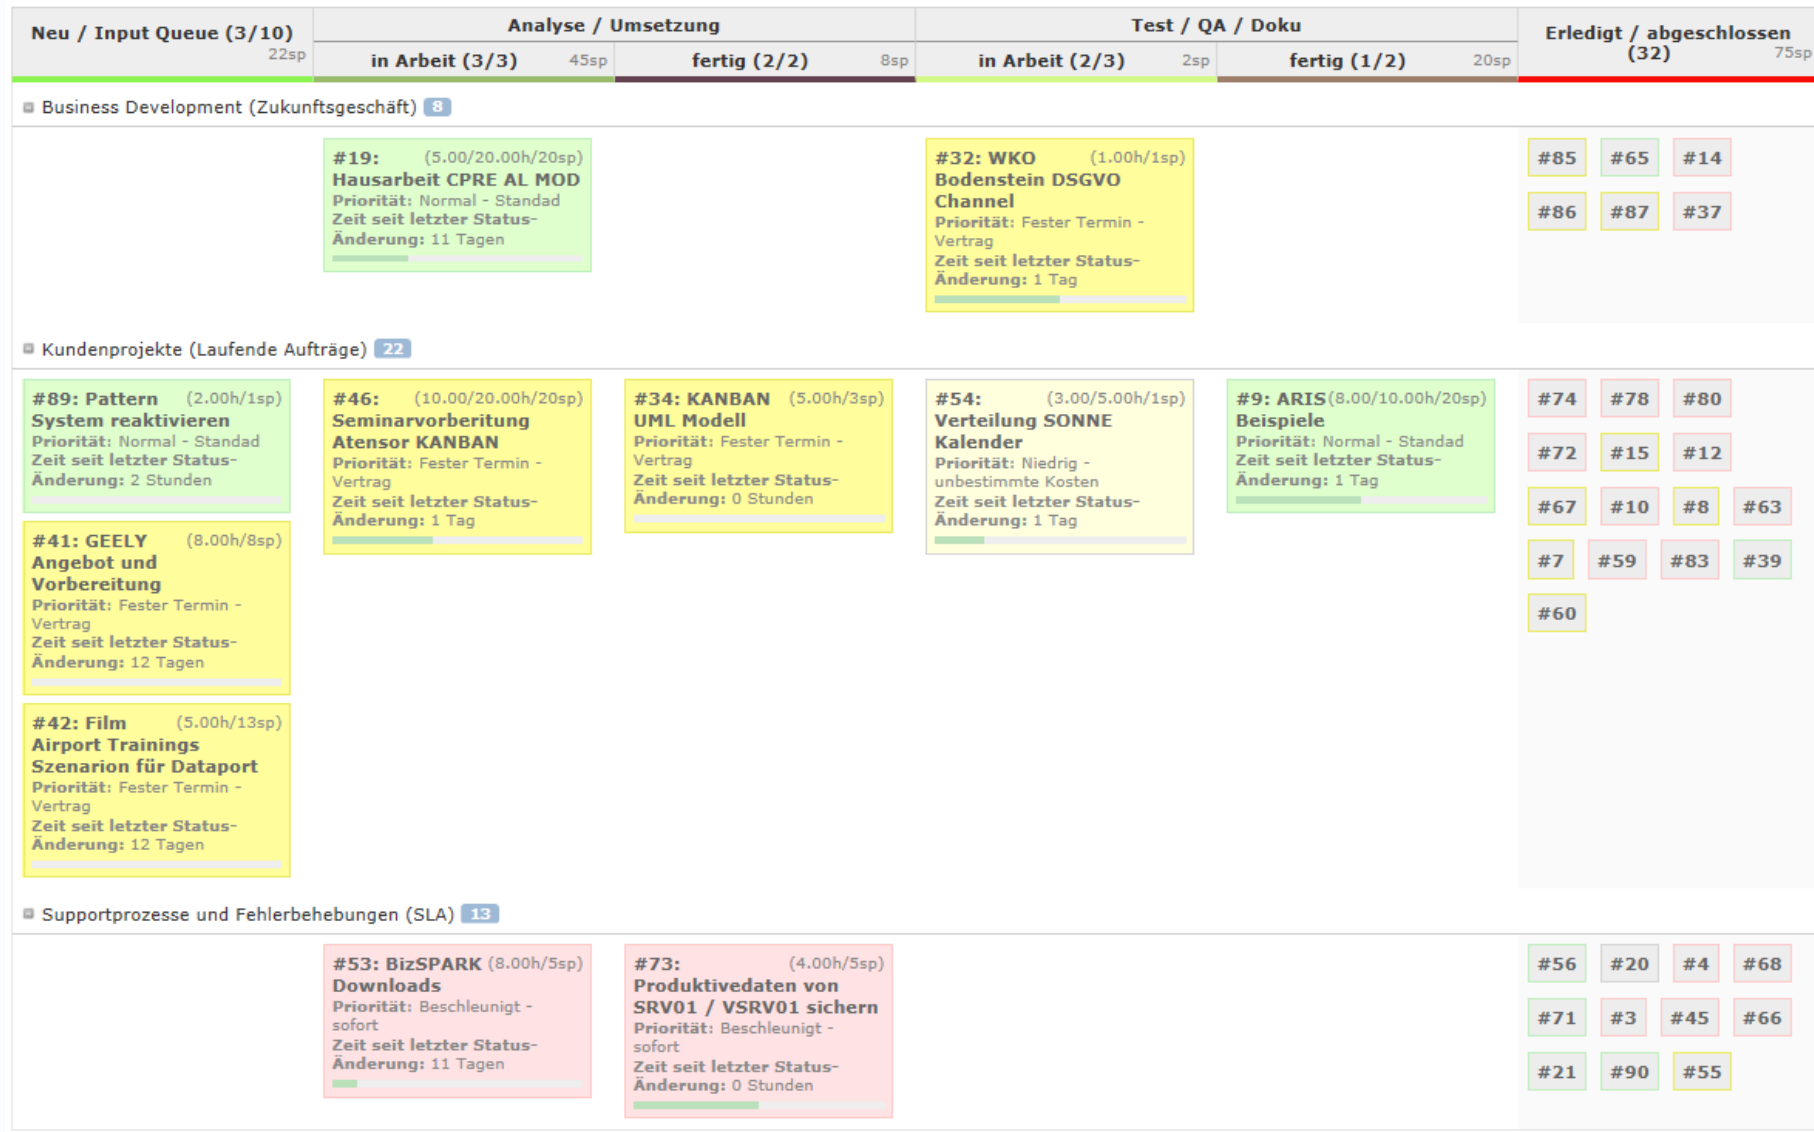 Neu / Input Queue (3/10)
22sp
Analyse / Umsetzung
in Arbeit (3/3) 45sp
fertig (2/2) 8sp
Test / QA / Doku
in Arbeit (2/3) 2sp
fertig (1/2) 20sp
Erledigt / abgeschlossen
(32) 75sp
Business Development (Zukunftsgeschäft) 8
#19: (5.00/20.00h/20sp)
Hausarbeit CPRE AL MOD
Priorität: Normal - Standad
Zeit seit letzter Status-
Änderung: 11 Tagen
#32: WKO (1.00h/1sp)
Bodenstein DSGVO
Channel
Priorität: Fester Termin -
Vertrag
Zeit seit letzter Status-
Änderung: 1 Tag
#85 #65 #14
#86 #87 #37
Kundenprojekte (Laufende Aufträge) 22
#89: Pattern (2.00h/1sp)
System reaktivieren
Priorität: Normal - Standad
Zeit seit letzter Status-
Änderung: 2 Stunden
#41: GEELY (8.00h/8sp)
Angebot und
Vorbereitung
Priorität: Fester Termin -
Vertrag
Zeit seit letzter Status-
Änderung: 12 Tagen
#42: Film (5.00h/13sp)
Airport Trainings
Szenarion für Dataport
Priorität: Fester Termin -
Vertrag
Zeit seit letzter Status-
Änderung: 12 Tagen
#46: (10.00/20.00h/20sp)
Seminarvorberitung
Atensor KANBAN
Priorität: Fester Termin -
Vertrag
Zeit seit letzter Status-
Änderung: 1 Tag
#34: KANBAN (5.00h/3sp)
UML Modell
Priorität: Fester Termin -
Vertrag
Zeit seit letzter Status-
Änderung: 0 Stunden
#54: (3.00/5.00h/1sp)
Verteilung SONNE
Kalender
Priorität: Niedrig -
unbestimmte Kosten
Zeit seit letzter Status-
Änderung: 1 Tag
#9: ARIS (8.00/10.00h/20sp)
Beispiele
Priorität: Normal - Standad
Zeit seit letzter Status-
Änderung: 1 Tag
#74 #78 #80
#72 #15 #12
#67 #10 #8 #63
#7 #59 #83 #39
#60
Supportprozesse und Fehlerbehebungen (SLA) 13
#53: BizSPARK (8.00h/5sp)
Downloads
Priorität: Beschleunigt -
sofort
Zeit seit letzter Status-
Änderung: 11 Tagen
#73: (4.00h/5sp)
Produktivedaten von
SRV01 / VSRV01 sichern
Priorität: Beschleunigt -
sofort
Zeit seit letzter Status-
Änderung: 0 Stunden
#56 #20 #4 #68
#71 #3 #45 #66
#21 #90 #55